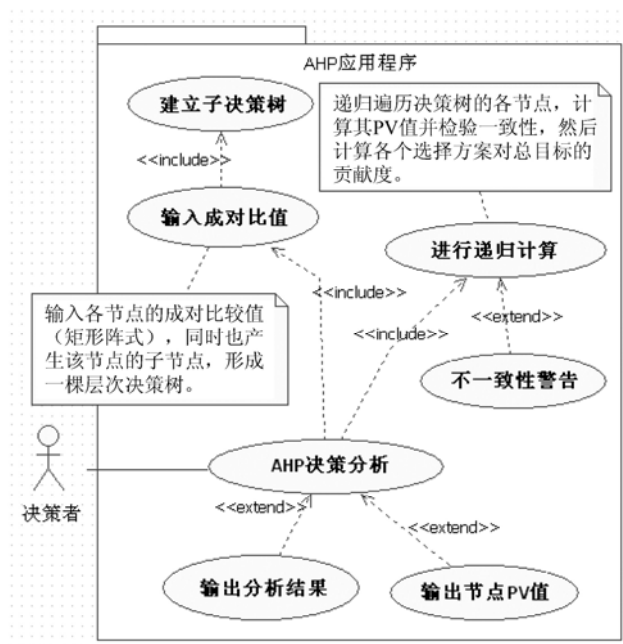 AHP应用程序
建立子决策树
递归遍历决策树的各节点，计
算其PV值并检验一致性，然后
计算各个选择方案对总目标的
贡献度。
<<include>>
输入成对比值
进行递归计算
<<include>>
输入各节点的成对比较值
（矩形阵式），同时也产
生该节点的子节点，形成
一棵层次决策树。
<<extend>>
<<include>>
不一致性警告
决策者
AHP决策分析
<<extend>>
<<extend>>
输出分析结果
输出节点PV值